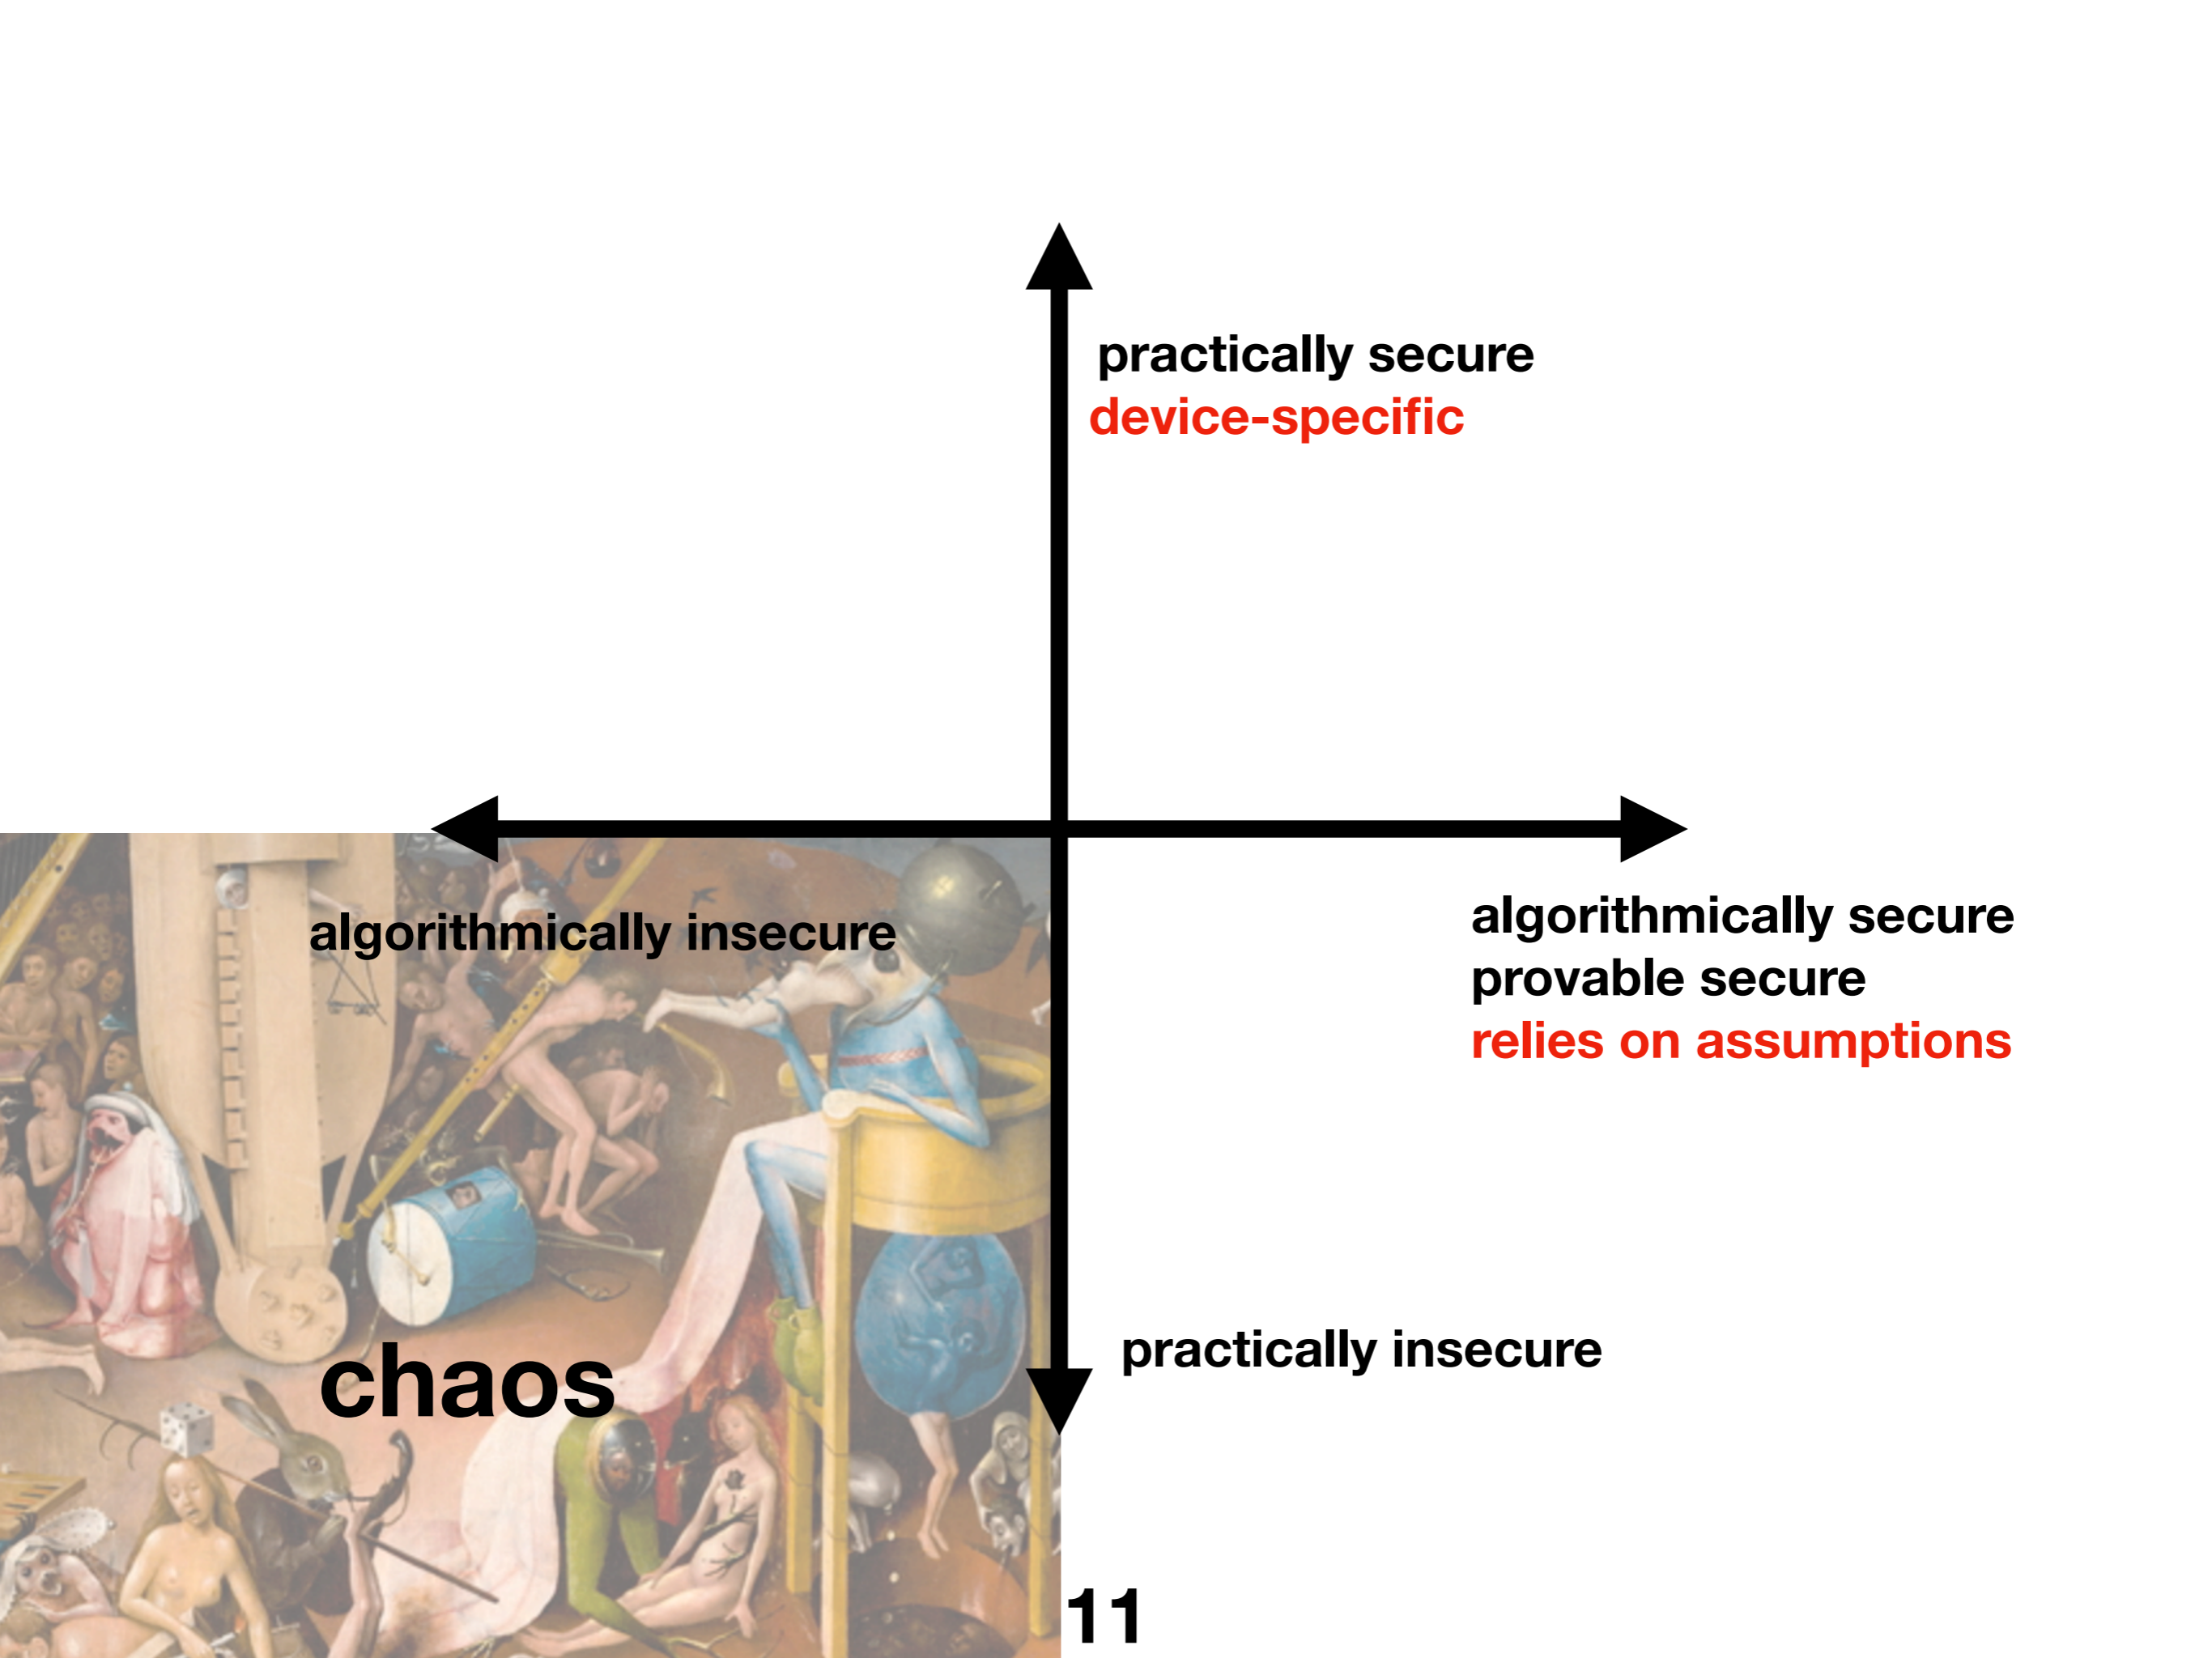 practically secure
device-specific
algorithmically insecure
algorithmically secure
provable secure
relies on assumptions
practically insecure
chaos
11